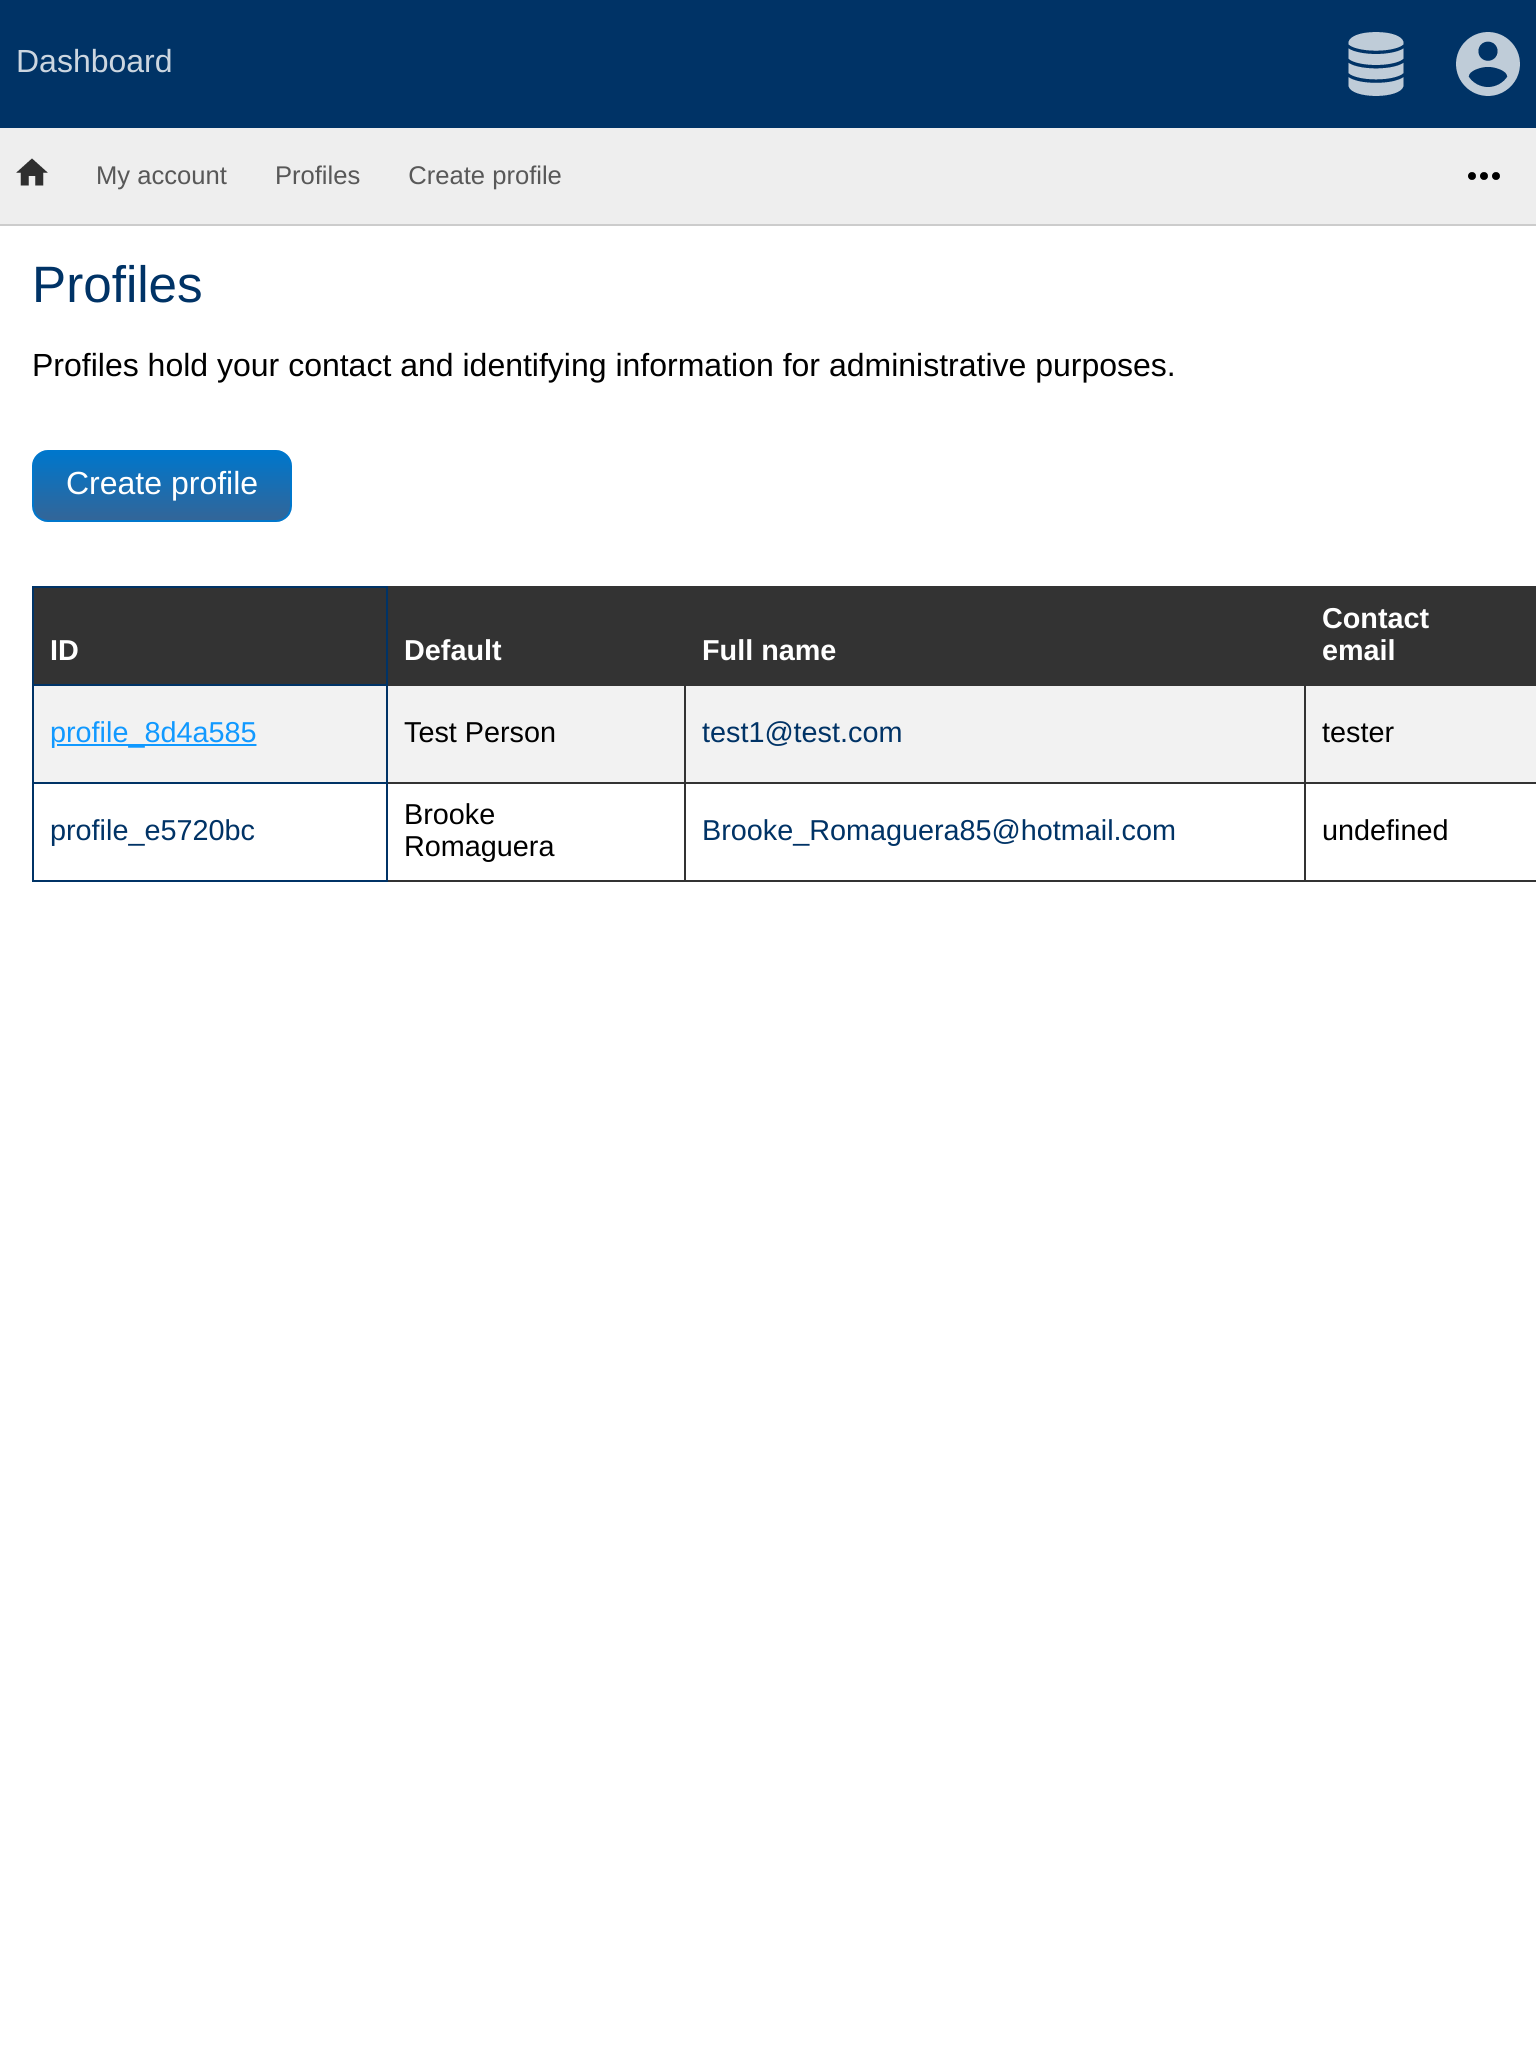 Dashboard
My account Profiles Create profile
Profiles
Profiles hold your contact and identifying information for administrative purposes.
Create profile
ID Default Full name Contact
email
profile_8d4a585 Test Person test1@test.com tester
profile_e5720bc Brooke
Romaguera Brooke_Romaguera85@hotmail.com undefined